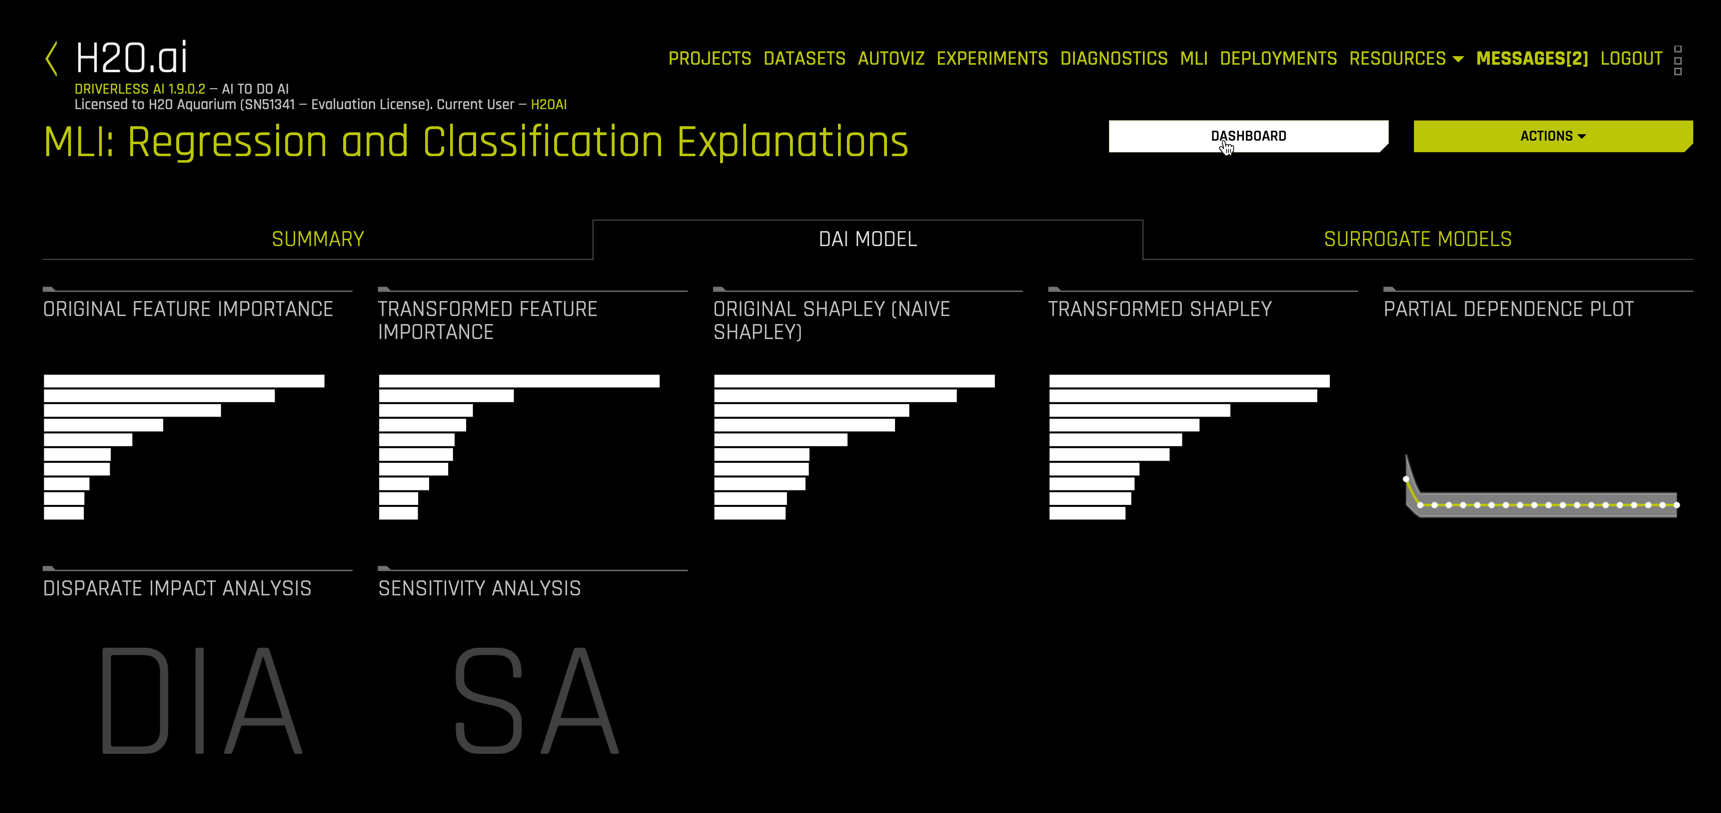 H2O.ai
PROJECTS DATASETS AUTOVIZ EXPERIMENTS DIAGNOSTICS MLI DEPLOYMENTS RESOURCES MESSAGES[2] LOGOUT
DRIVERLESS AI 1.9.0.2 — AI TO DO AI
Licensed to H2O Aquarium (SN51341 — Evaluation License). Current User — H2OAI
MLI: Regression and Classification Explanations
DASHBOARD
ACTIONS
SUMMARY
DAI MODEL
SURROGATE MODELS
ORIGINAL FEATURE IMPORTANCE
TRANSFORMED FEATURE
IMPORTANCE
ORIGINAL SHAPLEY (NAIVE
SHAPLEY)
TRANSFORMED SHAPLEY
PARTIAL DEPENDENCE PLOT
DISPARATE IMPACT ANALYSIS
SENSITIVITY ANALYSIS
DIA
SA